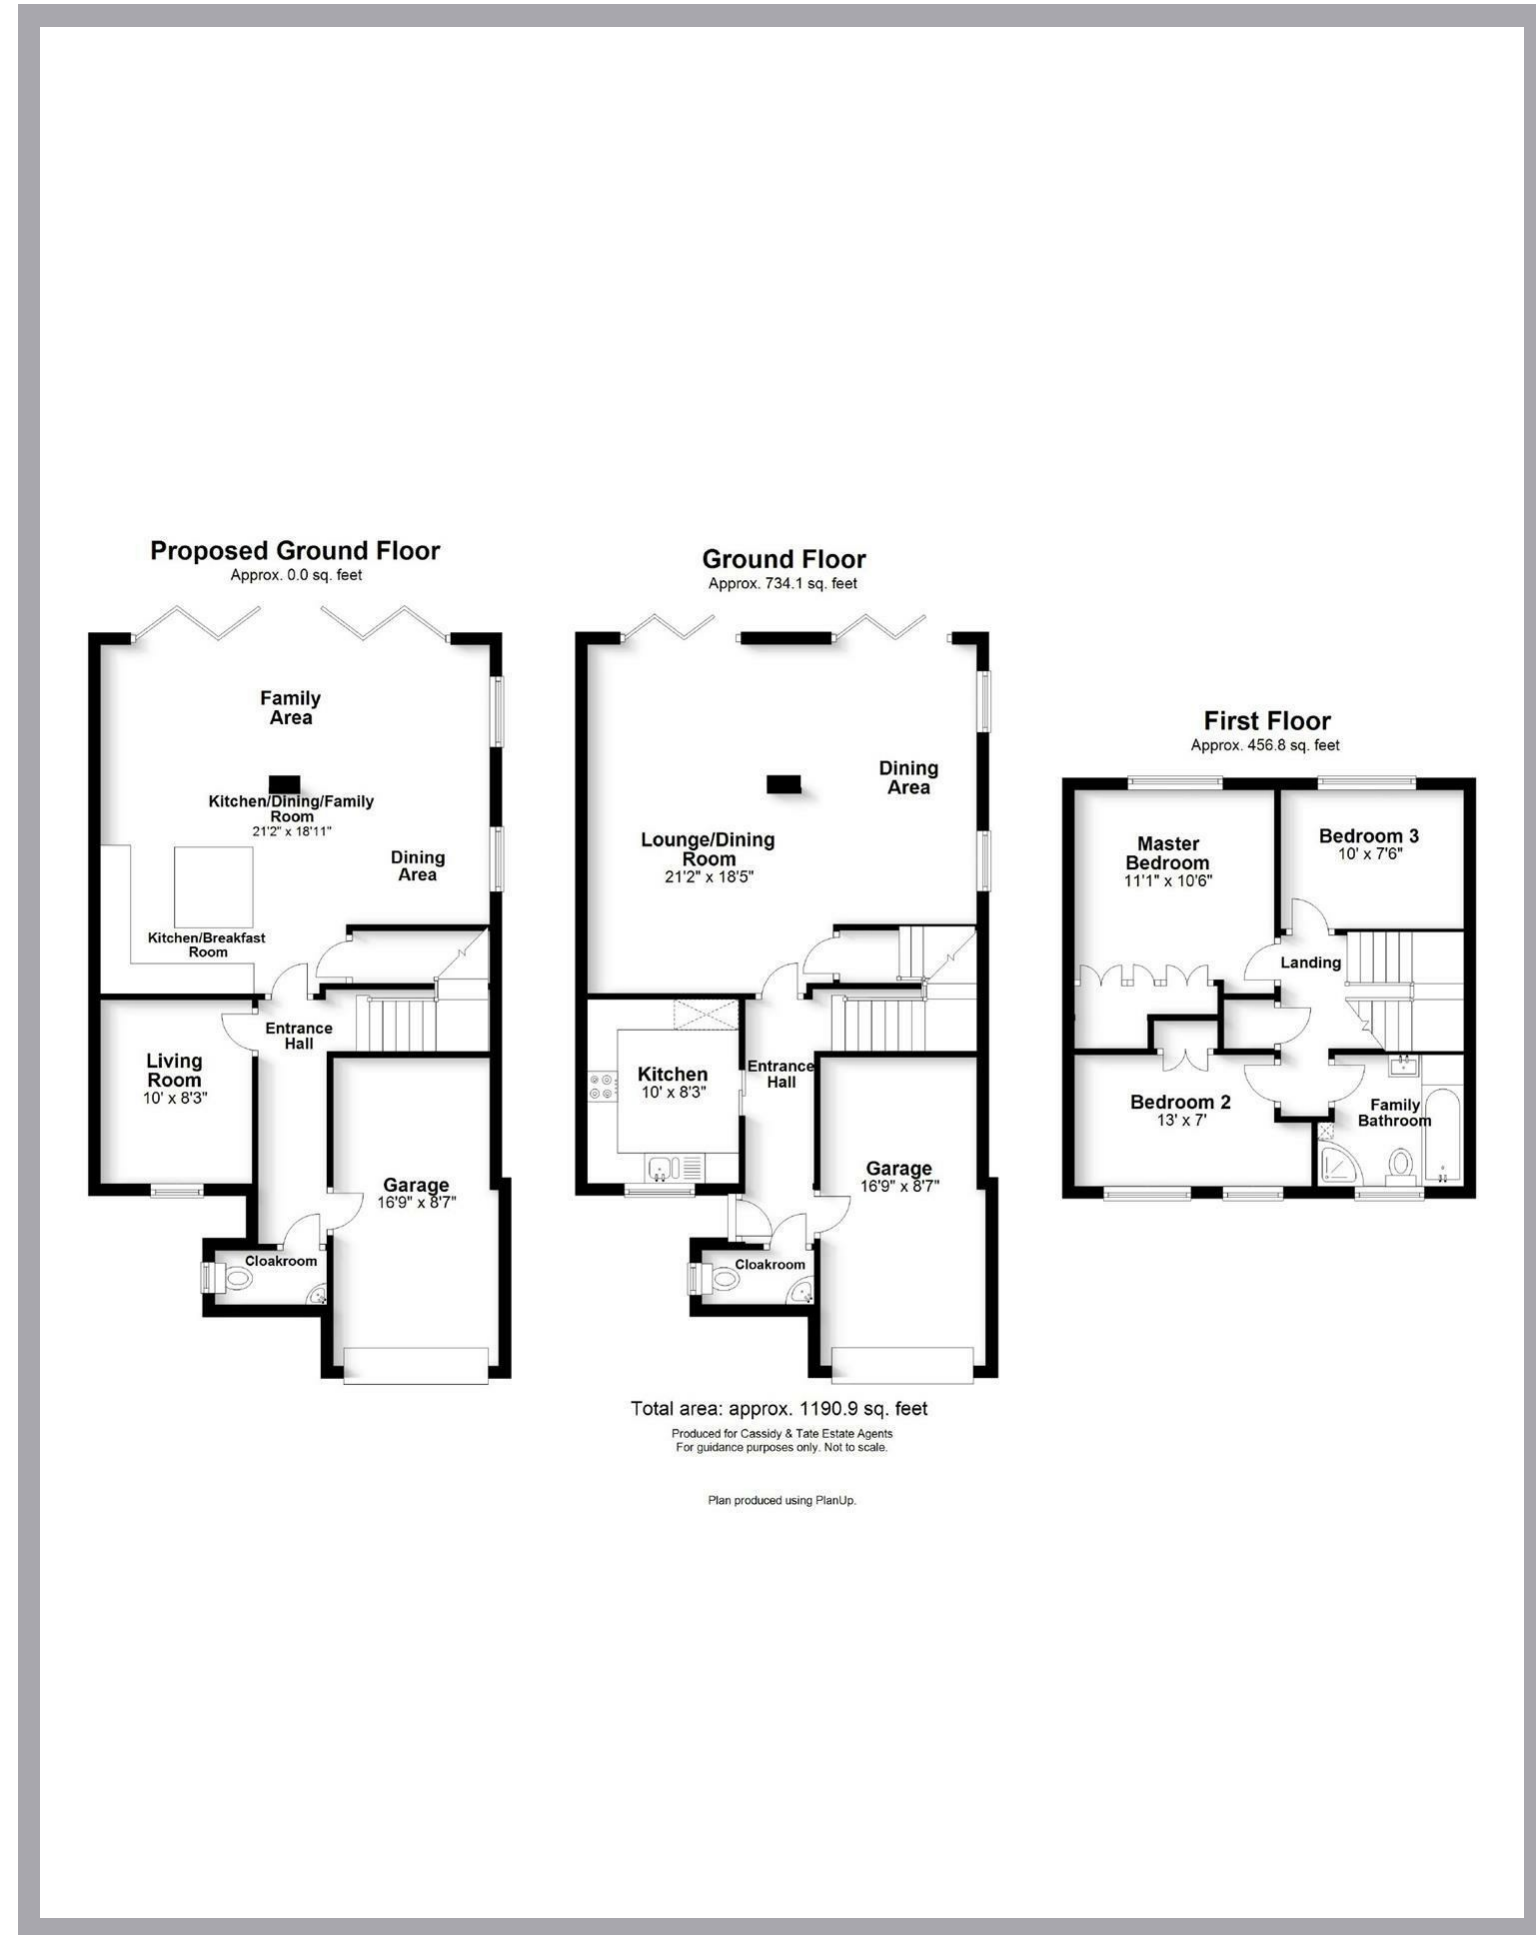 Proposed Ground Floor
Approx. 0.0 sq. feet
Family
Area
Kitchen/Dining/Family
Room
21'2" x 18'11"
Dining
Area
Kitchen/Breakfast
Room
Entrance
Hall
Living
Room
10' x 8'3"
Garage
16'9" x 8'7"
Cloakroom
Ground Floor
Approx. 734.1 sq. feet
Dining
Area
Lounge/Dining
Room
21'2" x 18'5"
Kitchen
10' x 8'3"
Entrance
Hall
Garage
16'9" x 8'7"
Cloakroom
First Floor
Approx. 456.8 sq. feet
Master
Bedroom
11'1" x 10'6"
Bedroom 3
10' x 7'6"
Landing
Bedroom 2
13' x 7'
Family
Bathroom
Total area: approx. 1190.9 sq. feet
Produced for Cassidy & Tate Estate Agents
For guidance purposes only. Not to scale.
Plan produced using PlanUp.